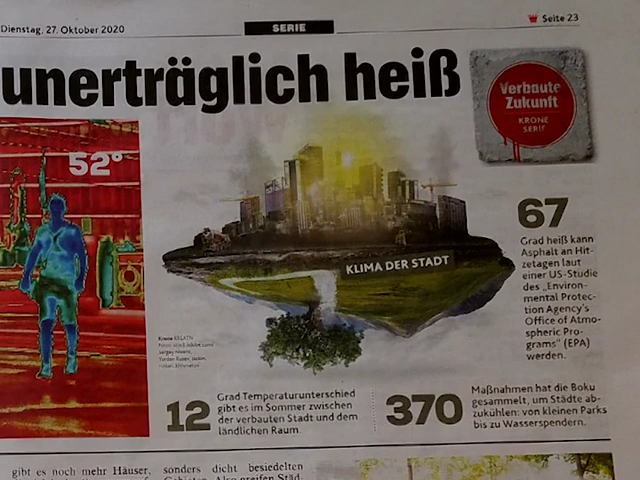 Dienstag, 27. Oktober 2020
SERIE
Seite 23
unerträglich heiß
Verbaute
Zukunft
KRONE
SERIE
52°
KLIMA DER STADT
67
Grad heiß kann
Asphalt an Hit-
zetagen laut
einer US-Studie
des „Environ-
mental Protec-
tion Agency's
Office of Atmo-
spheric Pro-
grams“ (EPA)
werden.
Krone KREATIV
12
Grad Temperaturunterschied
gibt es im Sommer zwischen
der verbauten Stadt und dem
ländlichen Raum.
370
Maßnahmen hat die Boku
gesammelt, um Städte ab-
zukühlen: von kleinen Parks
bis zu Wasserspendern.
gibt es noch mehr Häuser,
sonders dicht besiedelten